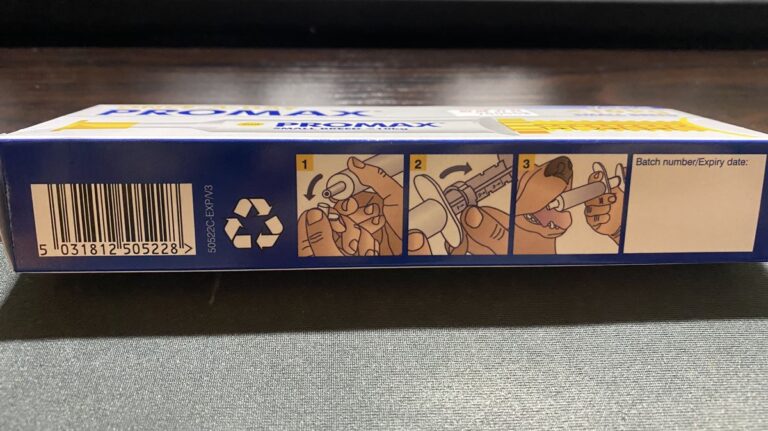 PROMAX
PROMAX
SMALL BREED
1
2
3
Batch number/Expiry date:
5 031812 505228 >
50522C-EXP/V3